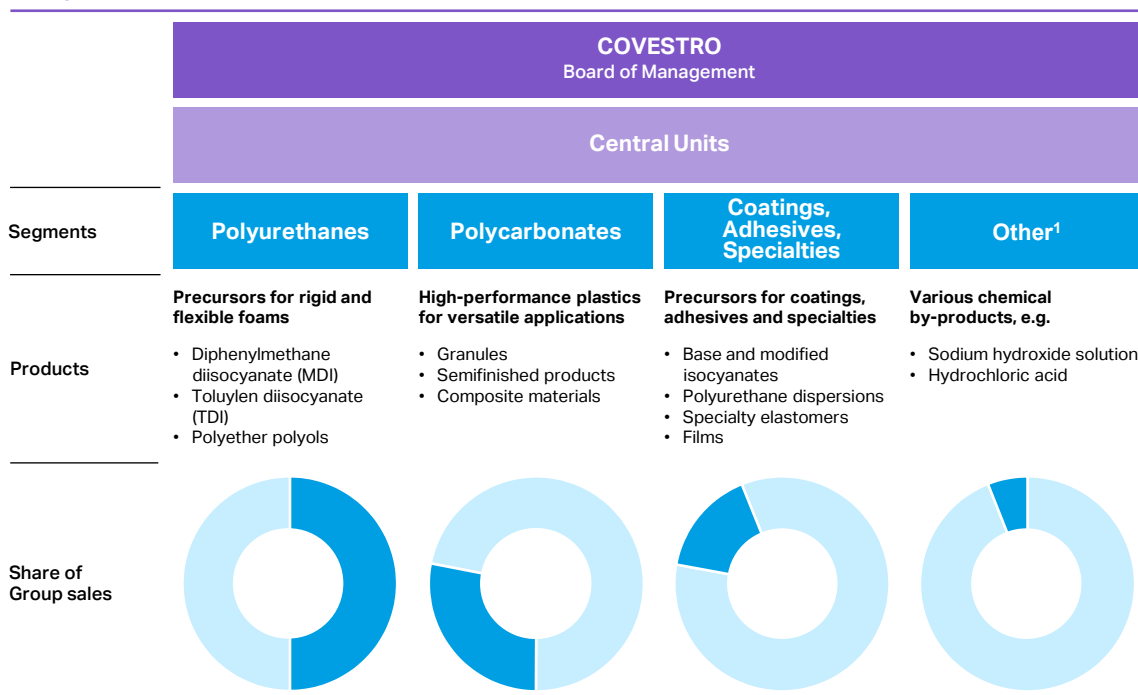 COVESTRO
Board of Management
Central Units
Segments
Polyurethanes
Polycarbonates
Coatings,
Adhesives,
Specialties
Other¹
Products
Precursors for rigid and
flexible foams
• Diphenylmethane
diisocyanate (MDI)
• Toluylen diisocyanate
(TDI)
• Polyether polyols
High-performance plastics
for versatile applications
• Granules
• Semifinished products
• Composite materials
Precursors for coatings,
adhesives and specialties
• Base and modified
isocyanates
• Polyurethane dispersions
• Specialty elastomers
• Films
Various chemical
by-products, e.g.
• Sodium hydroxide solution
• Hydrochloric acid
Share of
Group sales